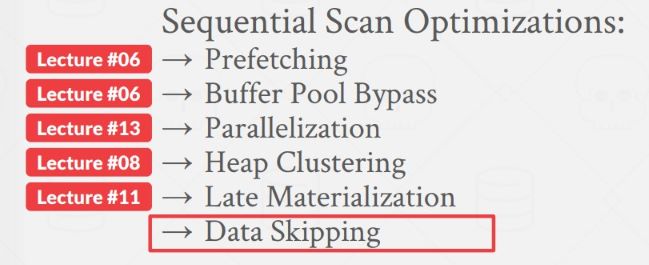 Sequential Scan Optimizations:
Lecture #06 → Prefetching
Lecture #06 → Buffer Pool Bypass
Lecture #13 → Parallelization
Lecture #08 → Heap Clustering
Lecture #11 → Late Materialization
→ Data Skipping